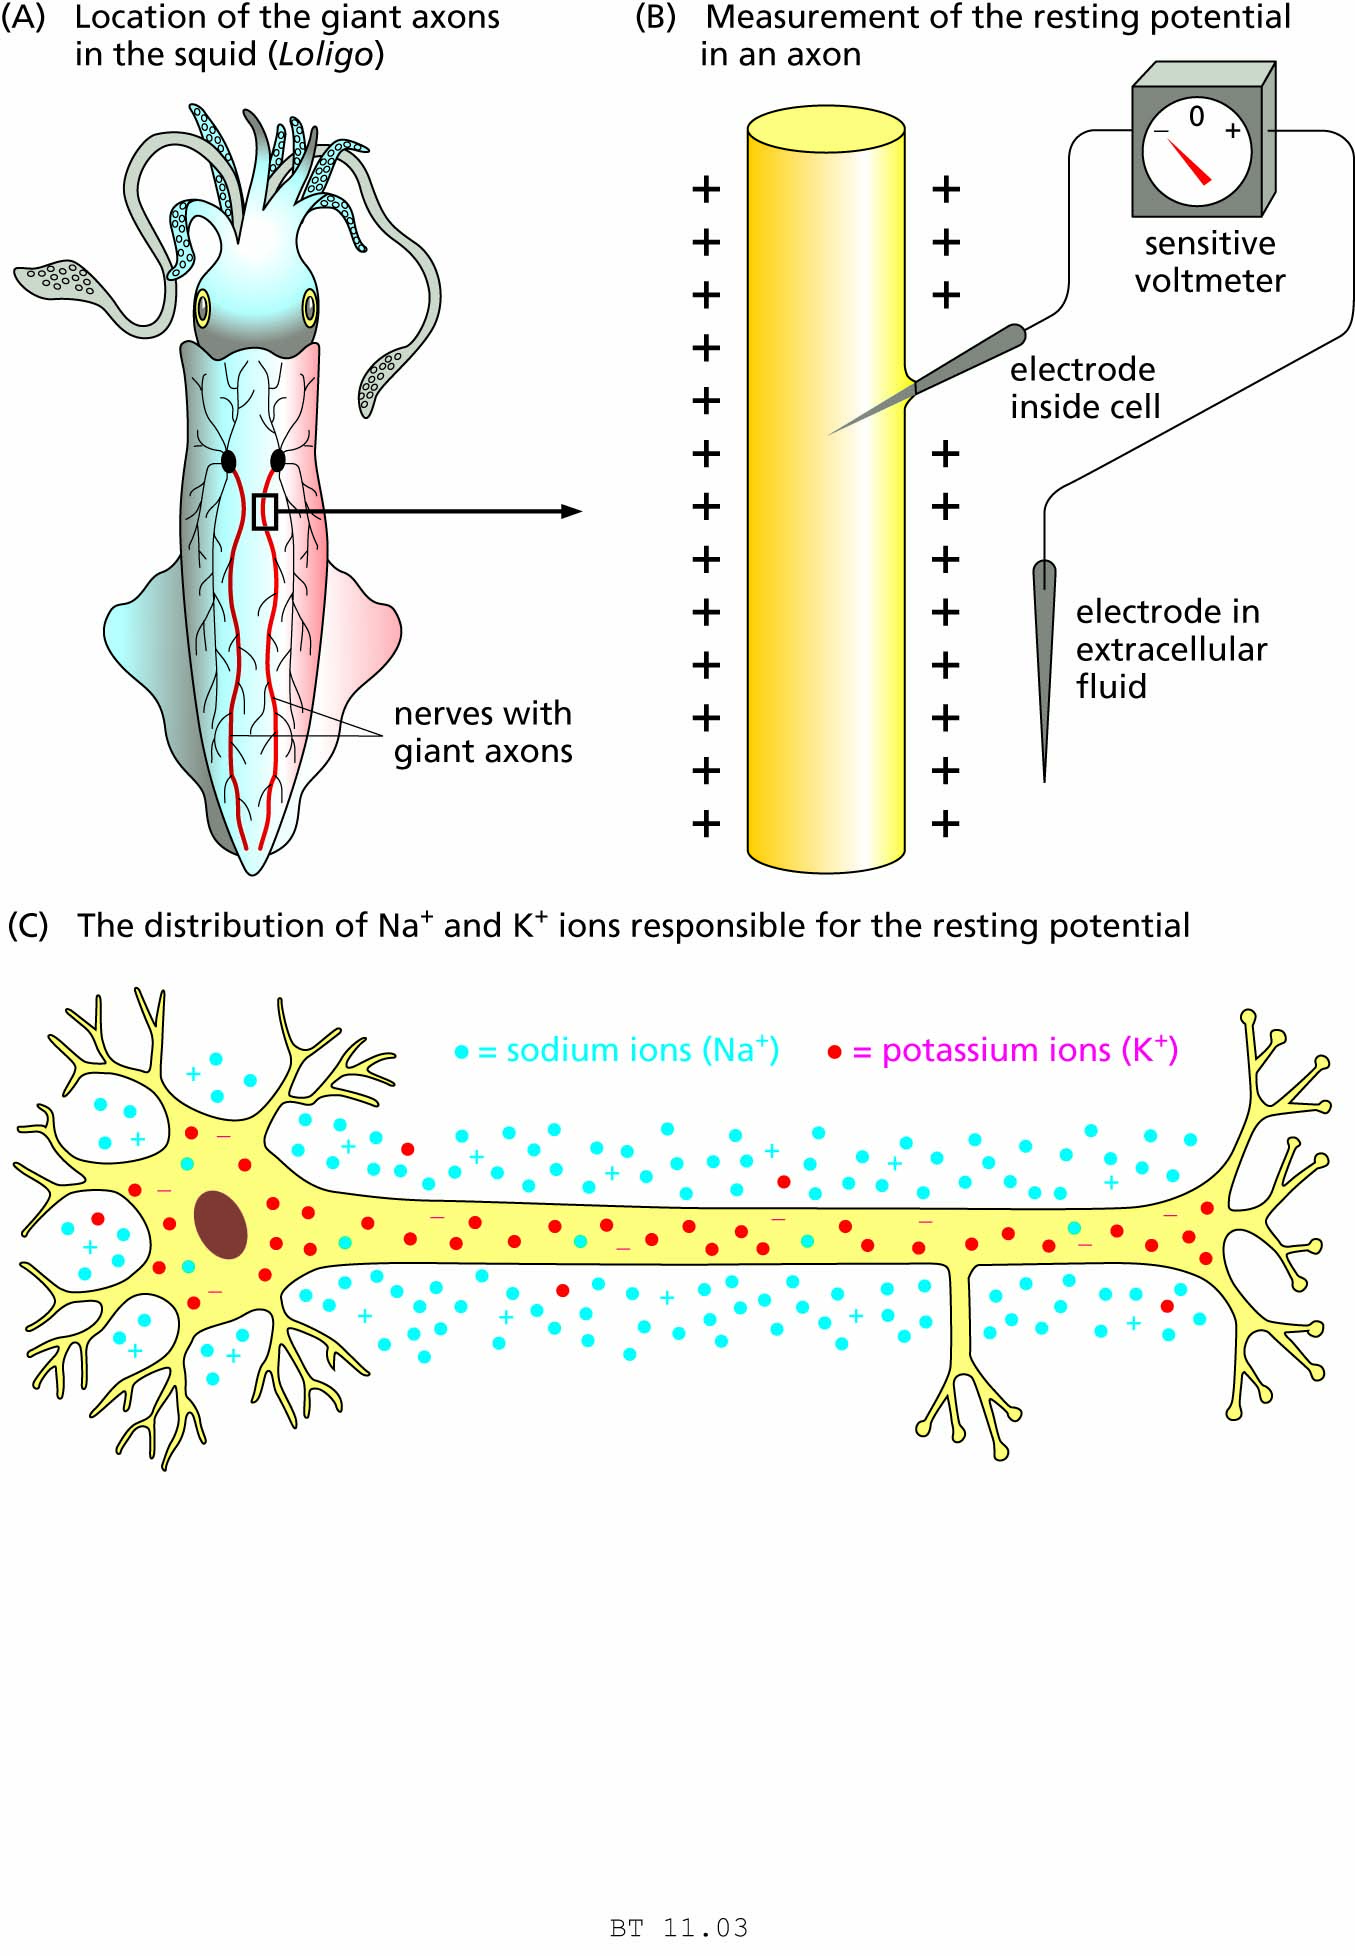 (A) Location of the giant axons
in the squid (Loligo)
(B) Measurement of the resting potential
in an axon
+ + + + + + + + + + + + +
+ + + + + + + + + + +
− 0 +
sensitive
voltmeter
electrode
inside cell
electrode in
extracellular
fluid
nerves with
giant axons
(C) The distribution of Na⁺ and K⁺ ions responsible for the resting potential
= sodium ions (Na⁺) = potassium ions (K⁺)
BT 11.03